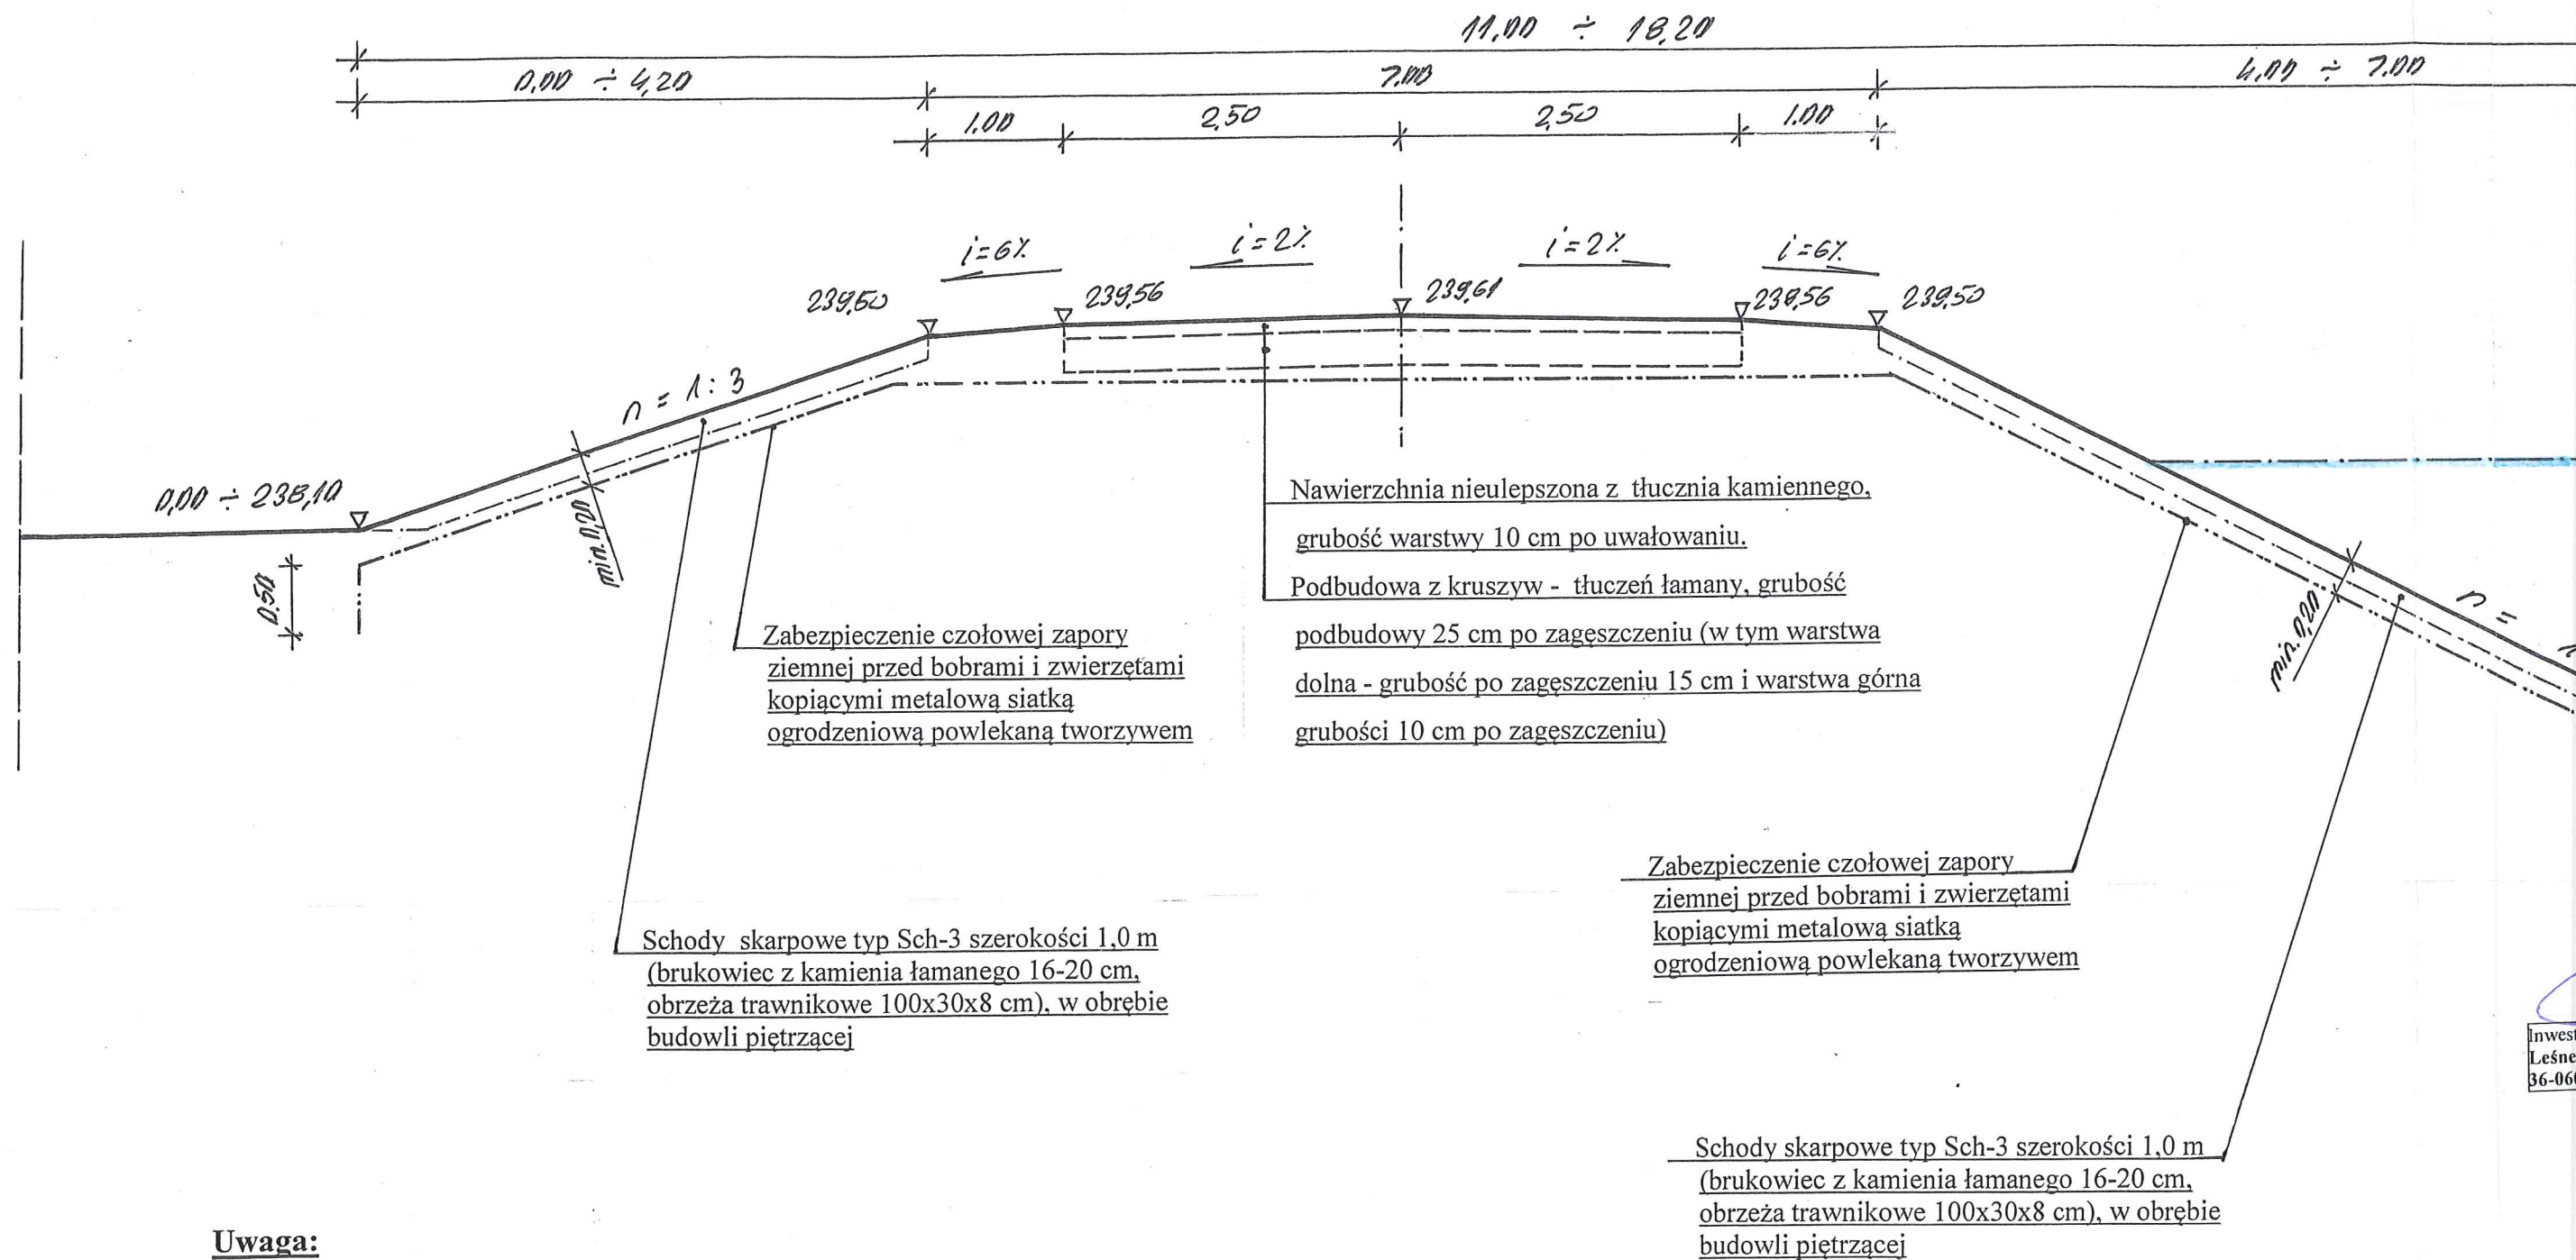 11,00 ÷ 18,20
0,00 ÷ 4,20
7.00
4,00 ÷ 7.00
1.00
2,50
2,50
1.00
i=6%
i=2%
i=2%
i=6%
239,50
239,56
239,61
239,56
239,50
n = 1:3
0,00 ÷ 238,10
min. 0,20
0,50
Nawierzchnia nieulepszona z tłucznia kamiennego,
grubość warstwy 10 cm po uwałowaniu.
Podbudowa z kruszyw - tłuczeń łamany, grubość
podbudowy 25 cm po zagęszczeniu (w tym warstwa
dolna - grubość po zagęszczeniu 15 cm i warstwa górna
grubości 10 cm po zagęszczeniu)
Zabezpieczenie czołowej zapory
ziemnej przed bobrami i zwierzętami
kopiącymi metalową siatką
ogrodzeniową powlekaną tworzywem
min. 0,20
n =
Zabezpieczenie czołowej zapory
ziemnej przed bobrami i zwierzętami
kopiącymi metalową siatką
ogrodzeniową powlekaną tworzywem
Schody skarpowe typ Sch-3 szerokości 1,0 m
(brukowiec z kamienia łamanego 16-20 cm,
obrzeża trawnikowe 100x30x8 cm), w obrębie
budowli piętrzącej
Inwest
Leśne
36-06
Schody skarpowe typ Sch-3 szerokości 1,0 m
(brukowiec z kamienia łamanego 16-20 cm,
obrzeża trawnikowe 100x30x8 cm), w obrębie
budowli piętrzącej
Uwaga: